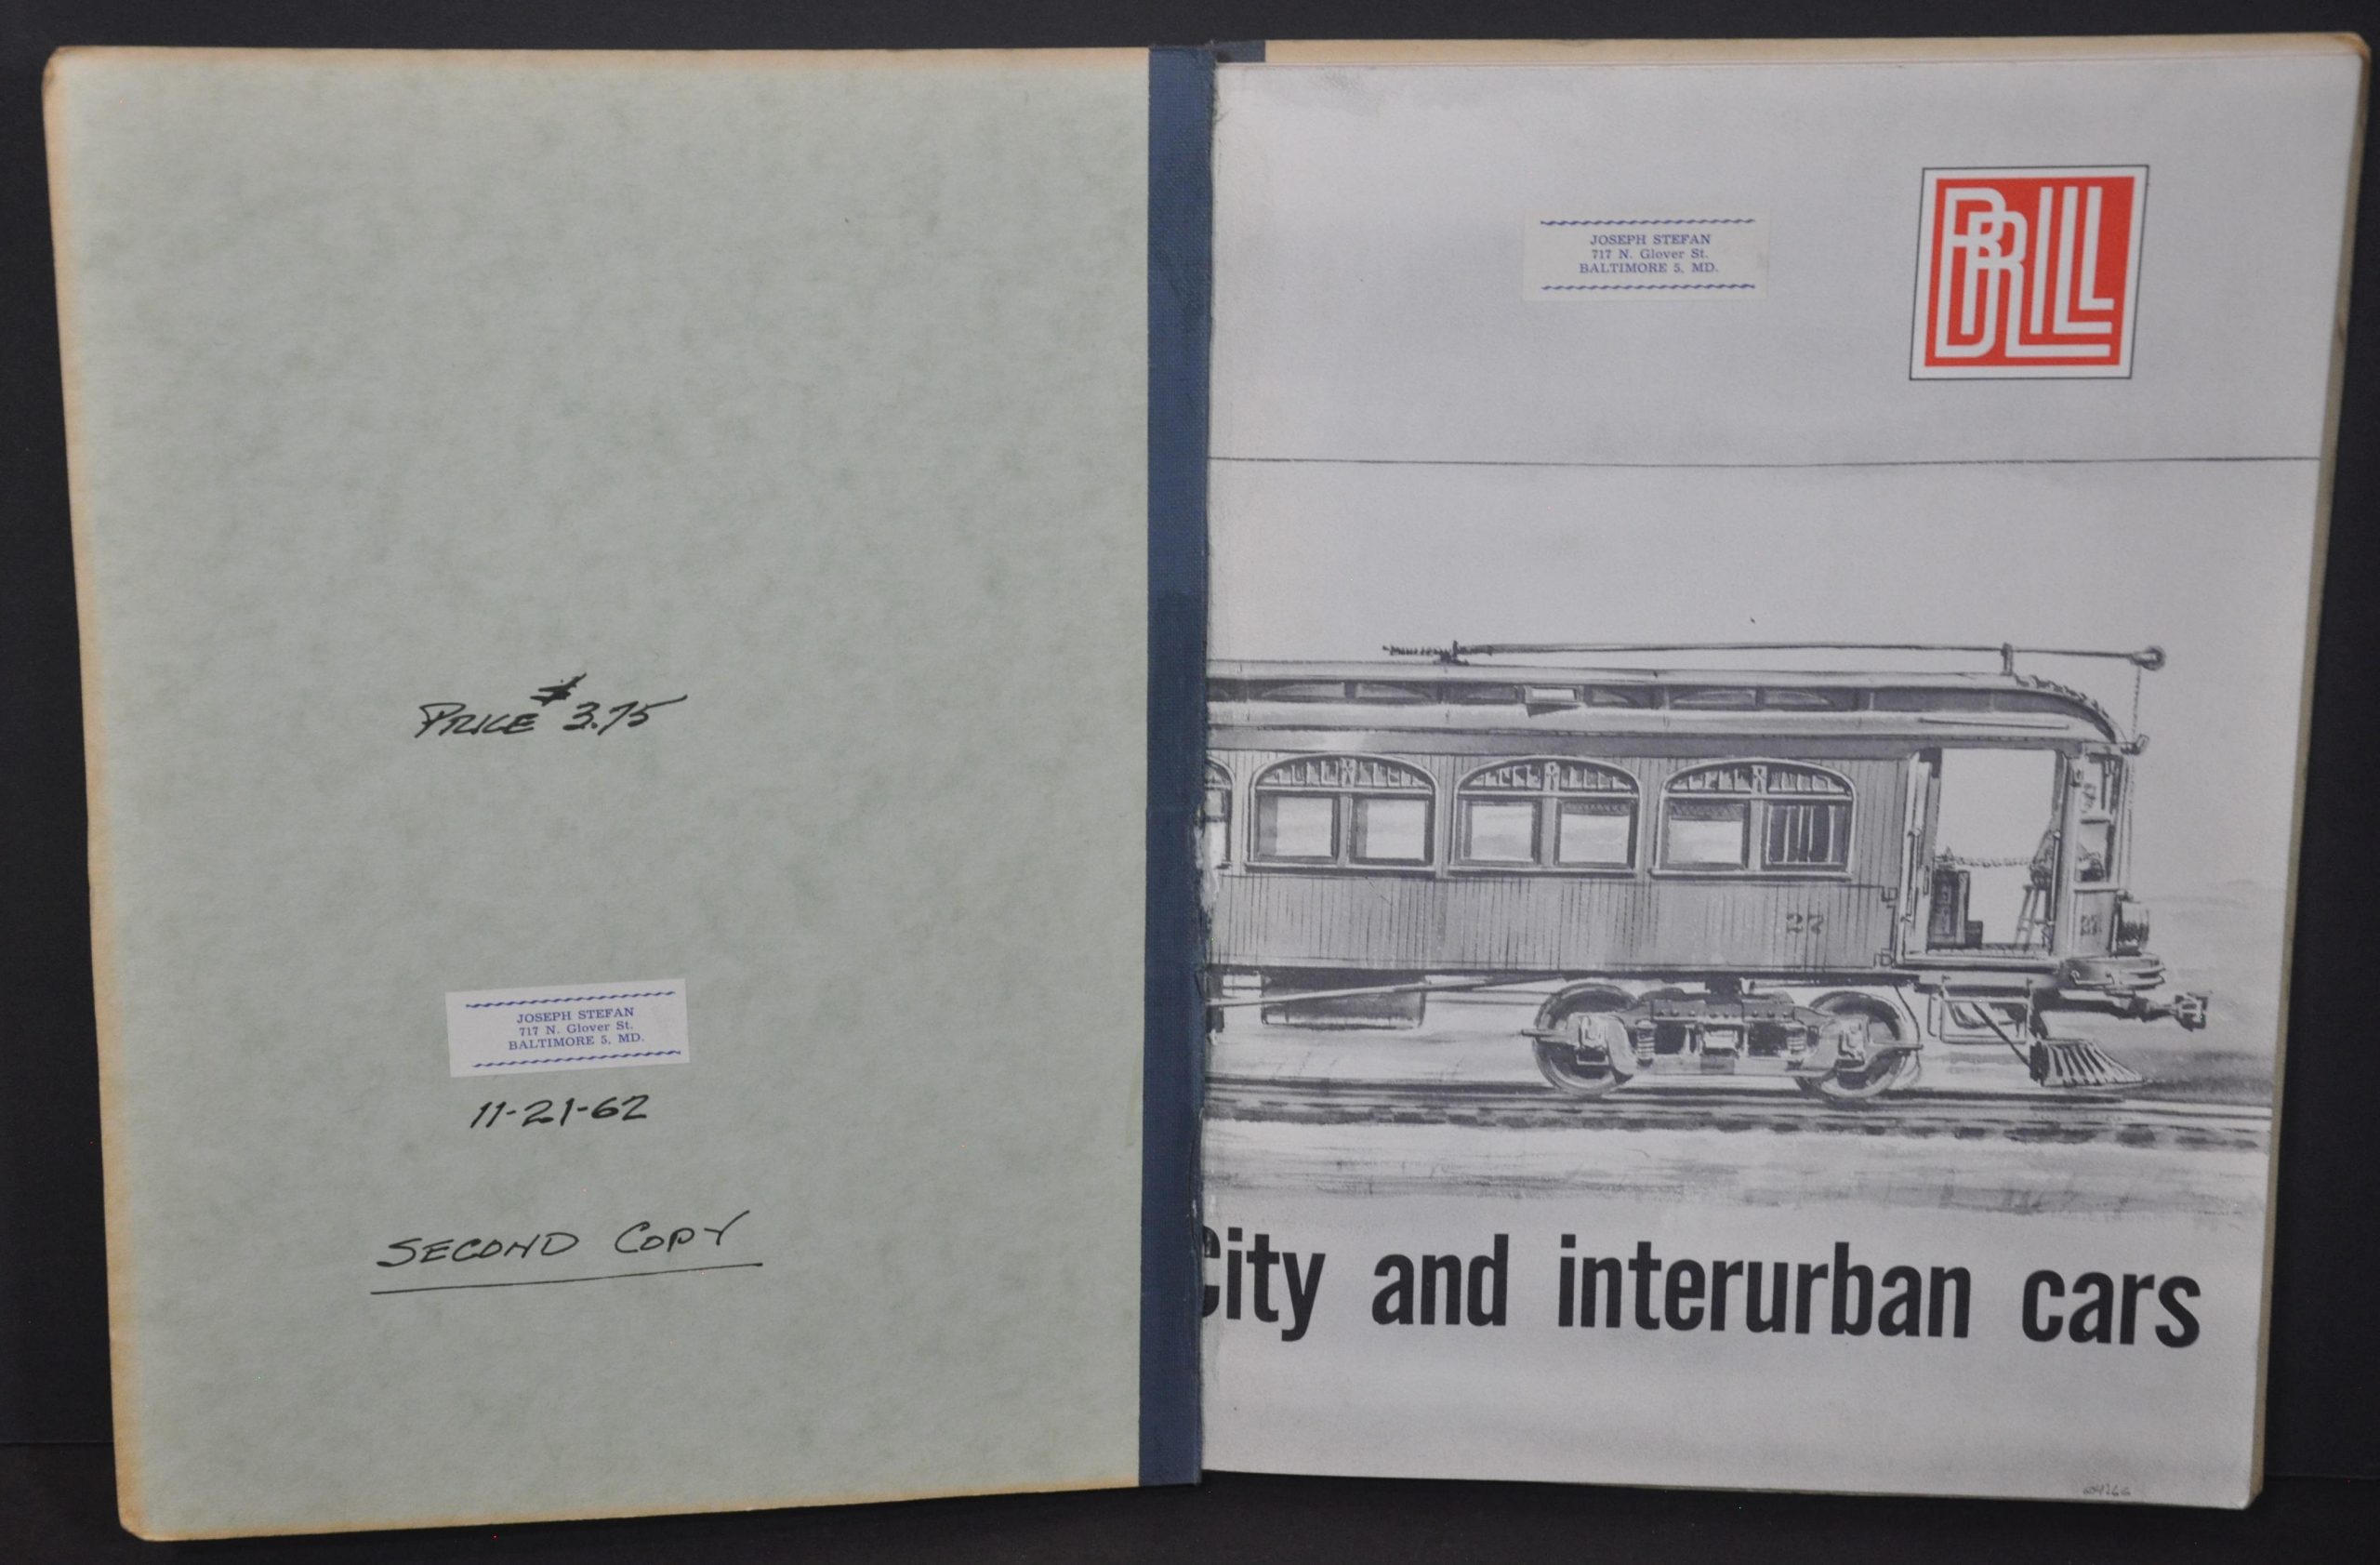 PRICE $3.75
JOSEPH STEFAN
717 N. Glover St.
BALTIMORE 5, MD.
11-21-62
SECOND COPY
JOSEPH STEFAN
717 N. Glover St.
BALTIMORE 5, MD.
BRILL
27
City and interurban cars